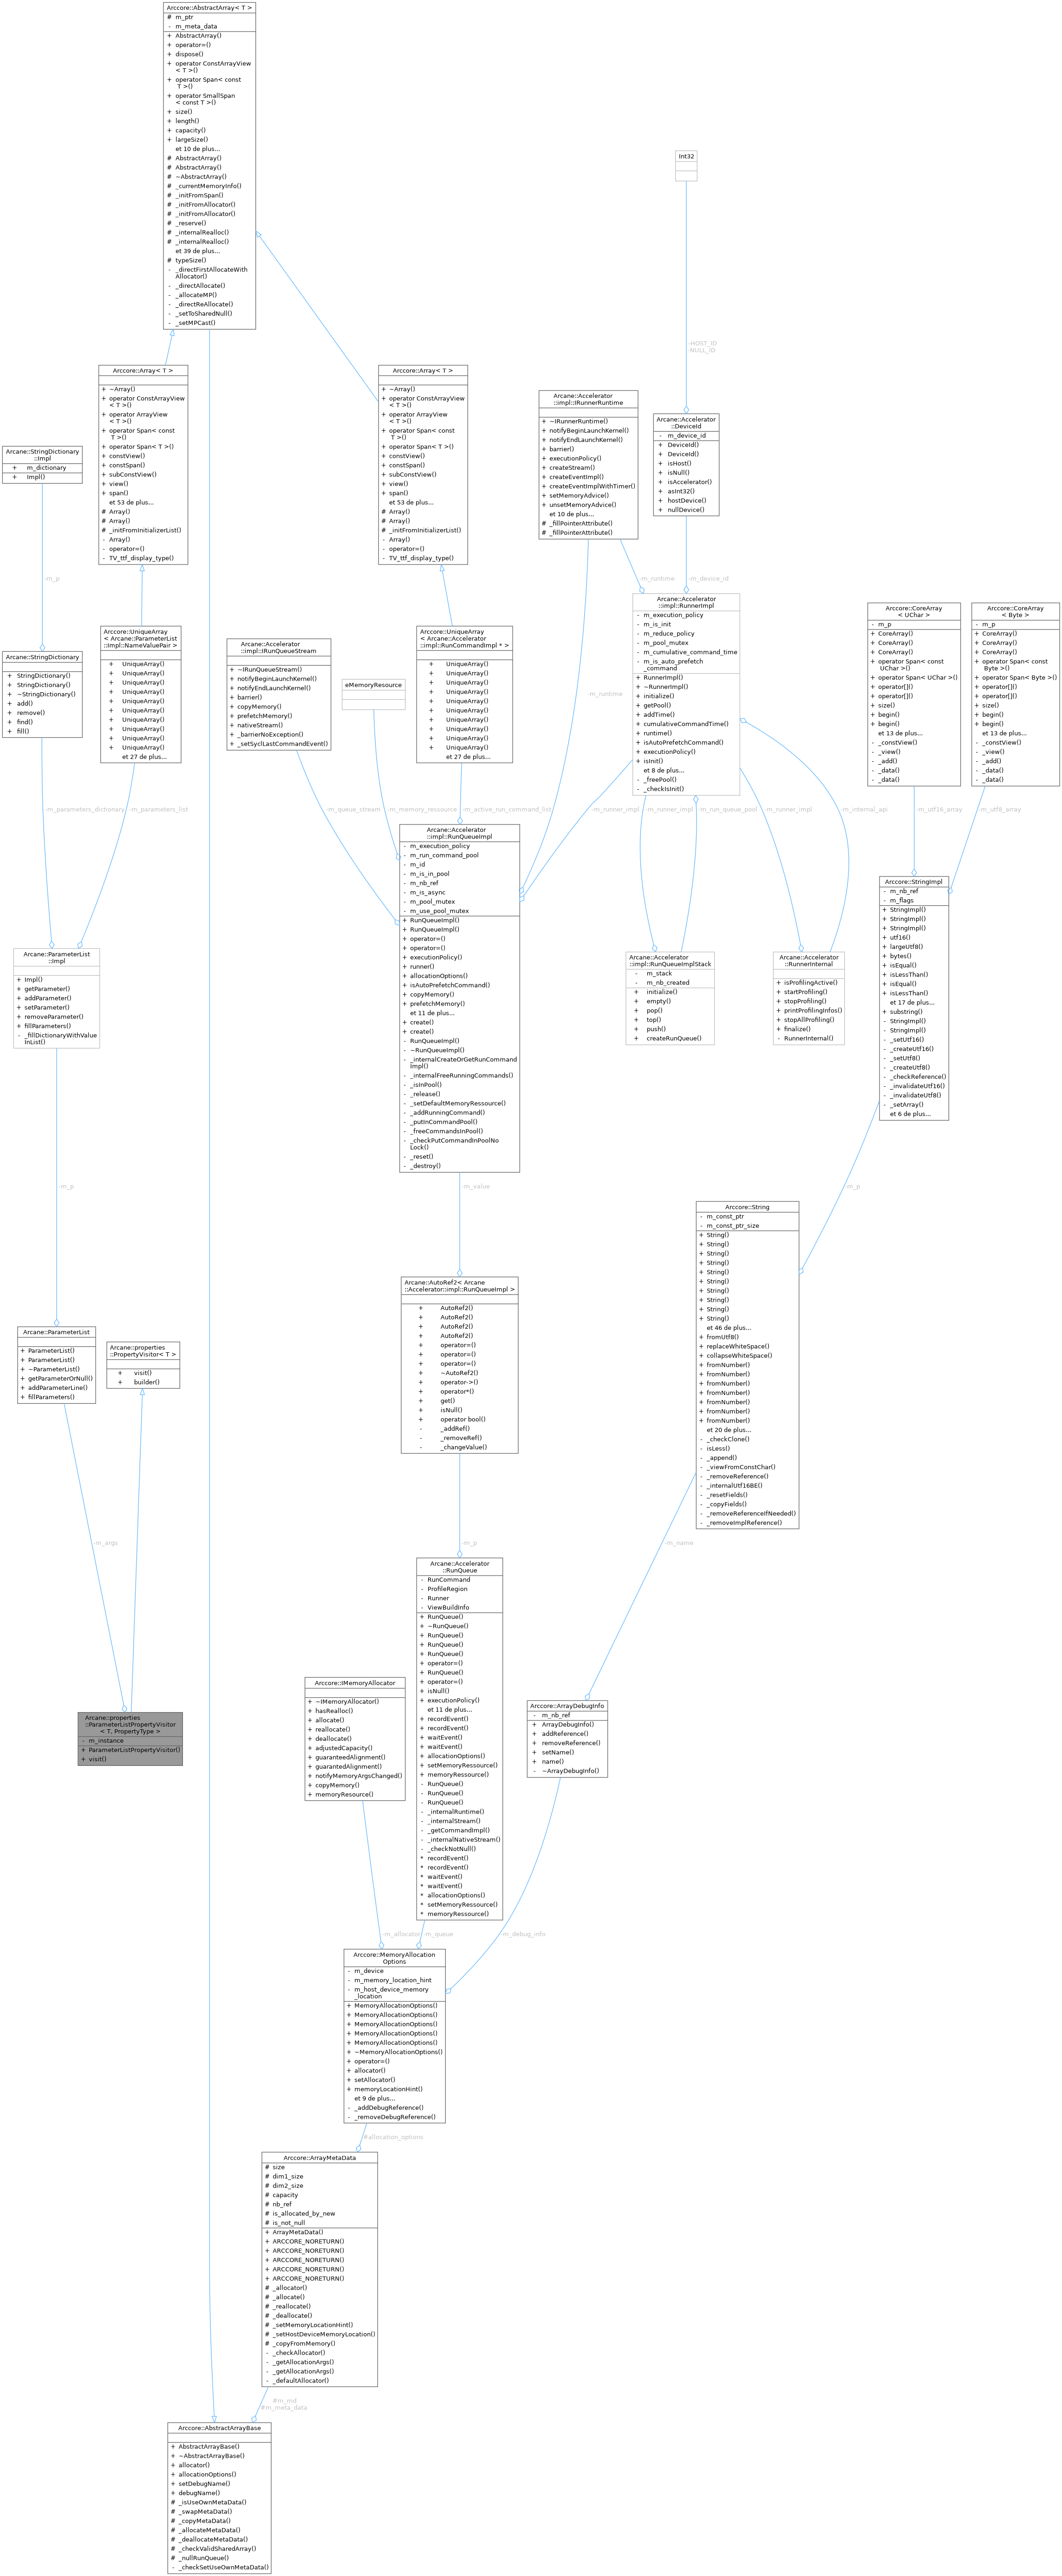 Arccore::AbstractArray< T >
# m_ptr
- m_meta_data
+ AbstractArray()
+ operator=()
+ dispose()
+ operator ConstArrayView
< T >()
+ operator Span< const
T >()
+ operator SmallSpan
< const T >()
+ size()
+ length()
+ capacity()
+ largeSize()
et 10 de plus...
# AbstractArray()
# AbstractArray()
# ~AbstractArray()
# _currentMemoryInfo()
# _initFromSpan()
# _initFromAllocator()
# _initFromAllocator()
# _reserve()
# _internalRealloc()
# _internalRealloc()
et 39 de plus...
# typeSize()
- _directFirstAllocateWith
Allocator()
- _directAllocate()
- _allocateMP()
- _directReAllocate()
- _setToSharedNull()
- _setMPCast()
Int32
-HOST_ID
-NULL_ID
Arccore::Array< T >
+ ~Array()
+ operator ConstArrayView
< T >()
+ operator ArrayView
< T >()
+ operator Span< const
T >()
+ operator Span< T >()
+ constView()
+ constSpan()
+ subConstView()
+ view()
+ span()
et 53 de plus...
# Array()
# Array()
# _initFromInitializerList()
- Array()
- operator=()
- TV_ttf_display_type()
Arccore::Array< T >
+ ~Array()
+ operator ConstArrayView
< T >()
+ operator ArrayView
< T >()
+ operator Span< const
T >()
+ operator Span< T >()
+ constView()
+ constSpan()
+ subConstView()
+ view()
+ span()
et 53 de plus...
# Array()
# Array()
# _initFromInitializerList()
- Array()
- operator=()
- TV_ttf_display_type()
Arcane::Accelerator
::impl::IRunnerRuntime
+ ~IRunnerRuntime()
+ notifyBeginLaunchKernel()
+ notifyEndLaunchKernel()
+ barrier()
+ executionPolicy()
+ createStream()
+ createEventImpl()
+ createEventImplWithTimer()
+ setMemoryAdvice()
+ unsetMemoryAdvice()
et 10 de plus...
# _fillPointerAttribute()
# _fillPointerAttribute()
Arcane::Accelerator
::DeviceId
- m_device_id
+ DeviceId()
+ DeviceId()
+ isHost()
+ isNull()
+ isAccelerator()
+ asInt32()
+ hostDevice()
+ nullDevice()
Arcane::StringDictionary
::Impl
+ m_dictionary
+ Impl()
-m_p
-m_runtime
-m_device_id
Arcane::StringDictionary
+ StringDictionary()
+ StringDictionary()
+ ~StringDictionary()
+ add()
+ remove()
+ find()
+ fill()
Arccore::UniqueArray
< Arcane::ParameterList
::Impl::NameValuePair >
+ UniqueArray()
+ UniqueArray()
+ UniqueArray()
+ UniqueArray()
+ UniqueArray()
+ UniqueArray()
+ UniqueArray()
+ UniqueArray()
+ UniqueArray()
+ UniqueArray()
et 27 de plus...
Arcane::Accelerator
::impl::IRunQueueStream
+ ~IRunQueueStream()
+ notifyBeginLaunchKernel()
+ notifyEndLaunchKernel()
+ barrier()
+ copyMemory()
+ prefetchMemory()
+ nativeStream()
+ _barrierNoException()
+ _setSyclLastCommandEvent()
eMemoryResource
Arccore::UniqueArray
< Arcane::Accelerator
::impl::RunCommandImpl * >
+ UniqueArray()
+ UniqueArray()
+ UniqueArray()
+ UniqueArray()
+ UniqueArray()
+ UniqueArray()
+ UniqueArray()
+ UniqueArray()
+ UniqueArray()
+ UniqueArray()
et 27 de plus...
-m_runtime
Arcane::Accelerator
::impl::RunnerImpl
- m_execution_policy
- m_is_init
- m_reduce_policy
- m_pool_mutex
- m_cumulative_command_time
- m_is_auto_prefetch
_command
+ RunnerImpl()
+ ~RunnerImpl()
+ initialize()
+ getPool()
+ addTime()
+ cumulativeCommandTime()
+ runtime()
+ isAutoPrefetchCommand()
+ executionPolicy()
+ isInit()
et 8 de plus...
- _freePool()
- _checkIsInit()
Arccore::CoreArray
< UChar >
- m_p
+ CoreArray()
+ CoreArray()
+ CoreArray()
+ operator Span< const
UChar >()
+ operator Span< UChar >()
+ operator[]()
+ operator[]()
+ size()
+ begin()
+ begin()
et 13 de plus...
- _constView()
- _view()
- _add()
- _data()
- _data()
Arccore::CoreArray
< Byte >
- m_p
+ CoreArray()
+ CoreArray()
+ CoreArray()
+ operator Span< const
Byte >()
+ operator Span< Byte >()
+ operator[]()
+ operator[]()
+ size()
+ begin()
+ begin()
et 13 de plus...
- _constView()
- _view()
- _add()
- _data()
- _data()
-m_parameters_dictionary
-m_parameters_list
-m_queue_stream
-m_memory_ressource
-m_active_run_command_list
-m_runner_impl
-m_runner_impl
-m_run_queue_pool
-m_runner_impl
-m_internal_api
-m_utf16_array
-m_utf8_array
Arcane::ParameterList
::Impl
+ Impl()
+ getParameter()
+ addParameter()
+ setParameter()
+ removeParameter()
+ fillParameters()
- _fillDictionaryWithValue
InList()
Arcane::Accelerator
::impl::RunQueueImpl
- m_execution_policy
- m_run_command_pool
- m_id
- m_is_in_pool
- m_nb_ref
- m_is_async
- m_pool_mutex
- m_use_pool_mutex
+ RunQueueImpl()
+ RunQueueImpl()
+ operator=()
+ operator=()
+ executionPolicy()
+ runner()
+ allocationOptions()
+ isAutoPrefetchCommand()
+ copyMemory()
+ prefetchMemory()
et 11 de plus...
+ create()
+ create()
- RunQueueImpl()
- ~RunQueueImpl()
- _internalCreateOrGetRunCommand
Impl()
- _internalFreeRunningCommands()
- _isInPool()
- _release()
- _setDefaultMemoryRessource()
- _addRunningCommand()
- _putInCommandPool()
- _freeCommandsInPool()
- _checkPutCommandInPoolNo
Lock()
- _reset()
- _destroy()
Arcane::Accelerator
::impl::RunQueueImplStack
- m_stack
- m_nb_created
+ initialize()
+ empty()
+ pop()
+ top()
+ push()
+ createRunQueue()
Arcane::Accelerator
::RunnerInternal
+ isProfilingActive()
+ startProfiling()
+ stopProfiling()
+ printProfilingInfos()
+ stopAllProfiling()
+ finalize()
- RunnerInternal()
Arccore::StringImpl
- m_nb_ref
- m_flags
+ StringImpl()
+ StringImpl()
+ StringImpl()
+ utf16()
+ largeUtf8()
+ bytes()
+ isEqual()
+ isLessThan()
+ isEqual()
+ isLessThan()
et 17 de plus...
+ substring()
- StringImpl()
- StringImpl()
- _setUtf16()
- _createUtf16()
- _setUtf8()
- _createUtf8()
- _checkReference()
- _invalidateUtf16()
- _invalidateUtf8()
- _setArray()
et 6 de plus...
-m_p
-m_value
-m_p
Arccore::String
- m_const_ptr
- m_const_ptr_size
+ String()
+ String()
+ String()
+ String()
+ String()
+ String()
+ String()
+ String()
+ String()
+ String()
et 46 de plus...
+ fromUtf8()
+ replaceWhiteSpace()
+ collapseWhiteSpace()
+ fromNumber()
+ fromNumber()
+ fromNumber()
+ fromNumber()
+ fromNumber()
+ fromNumber()
+ fromNumber()
et 20 de plus...
- _checkClone()
- isLess()
- _append()
- _viewFromConstChar()
- _removeReference()
- _internalUtf16BE()
- _resetFields()
- _copyFields()
- _removeReferenceIfNeeded()
- _removeImplReference()
Arcane::AutoRef2< Arcane
::Accelerator::impl::RunQueueImpl >
+ AutoRef2()
+ AutoRef2()
+ AutoRef2()
+ AutoRef2()
+ operator=()
+ operator=()
+ operator=()
+ ~AutoRef2()
+ operator->()
+ operator*()
+ get()
+ isNull()
+ operator bool()
- _addRef()
- _removeRef()
- _changeValue()
Arcane::ParameterList
+ ParameterList()
+ ParameterList()
+ ~ParameterList()
+ getParameterOrNull()
+ addParameterLine()
+ fillParameters()
Arcane::properties
::PropertyVisitor< T >
+ visit()
+ builder()
-m_args
-m_p
-m_name
Arcane::Accelerator
::RunQueue
- RunCommand
- ProfileRegion
- Runner
- ViewBuildInfo
+ RunQueue()
+ ~RunQueue()
+ RunQueue()
+ RunQueue()
+ RunQueue()
+ operator=()
+ RunQueue()
+ operator=()
+ isNull()
+ executionPolicy()
et 11 de plus...
+ recordEvent()
+ recordEvent()
+ waitEvent()
+ waitEvent()
+ allocationOptions()
+ setMemoryRessource()
+ memoryRessource()
- RunQueue()
- RunQueue()
- RunQueue()
- _internalRuntime()
- _internalStream()
- _getCommandImpl()
- _internalNativeStream()
- _checkNotNull()
* recordEvent()
* recordEvent()
* waitEvent()
* waitEvent()
* allocationOptions()
* setMemoryRessource()
* memoryRessource()
Arcane::properties
::ParameterListPropertyVisitor
< T, PropertyType >
- m_instance
+ ParameterListPropertyVisitor()
+ visit()
Arccore::IMemoryAllocator
+ ~IMemoryAllocator()
+ hasRealloc()
+ allocate()
+ reallocate()
+ deallocate()
+ adjustedCapacity()
+ guaranteedAlignment()
+ guarantedAlignment()
+ notifyMemoryArgsChanged()
+ copyMemory()
+ memoryResource()
Arccore::ArrayDebugInfo
- m_nb_ref
+ ArrayDebugInfo()
+ addReference()
+ removeReference()
+ setName()
+ name()
- ~ArrayDebugInfo()
-m_allocator
-m_queue
-m_debug_info
Arccore::MemoryAllocation
Options
- m_device
- m_memory_location_hint
- m_host_device_memory
_location
+ MemoryAllocationOptions()
+ MemoryAllocationOptions()
+ MemoryAllocationOptions()
+ MemoryAllocationOptions()
+ MemoryAllocationOptions()
+ ~MemoryAllocationOptions()
+ operator=()
+ allocator()
+ setAllocator()
+ memoryLocationHint()
et 9 de plus...
- _addDebugReference()
- _removeDebugReference()
#allocation_options
Arccore::ArrayMetaData
# size
# dim1_size
# dim2_size
# capacity
# nb_ref
# is_allocated_by_new
# is_not_null
+ ArrayMetaData()
+ ARCCORE_NORETURN()
+ ARCCORE_NORETURN()
+ ARCCORE_NORETURN()
+ ARCCORE_NORETURN()
+ ARCCORE_NORETURN()
# _allocator()
# _allocate()
# _reallocate()
# _deallocate()
# _setMemoryLocationHint()
# _setHostDeviceMemoryLocation()
# _copyFromMemory()
- _checkAllocator()
- _getAllocationArgs()
- _getAllocationArgs()
- _defaultAllocator()
#m_md
#m_meta_data
Arccore::AbstractArrayBase
+ AbstractArrayBase()
+ ~AbstractArrayBase()
+ allocator()
+ allocationOptions()
+ setDebugName()
+ debugName()
# _isUseOwnMetaData()
# _swapMetaData()
# _copyMetaData()
# _allocateMetaData()
# _deallocateMetaData()
# _checkValidSharedArray()
# _nullRunQueue()
- _checkSetUseOwnMetaData()